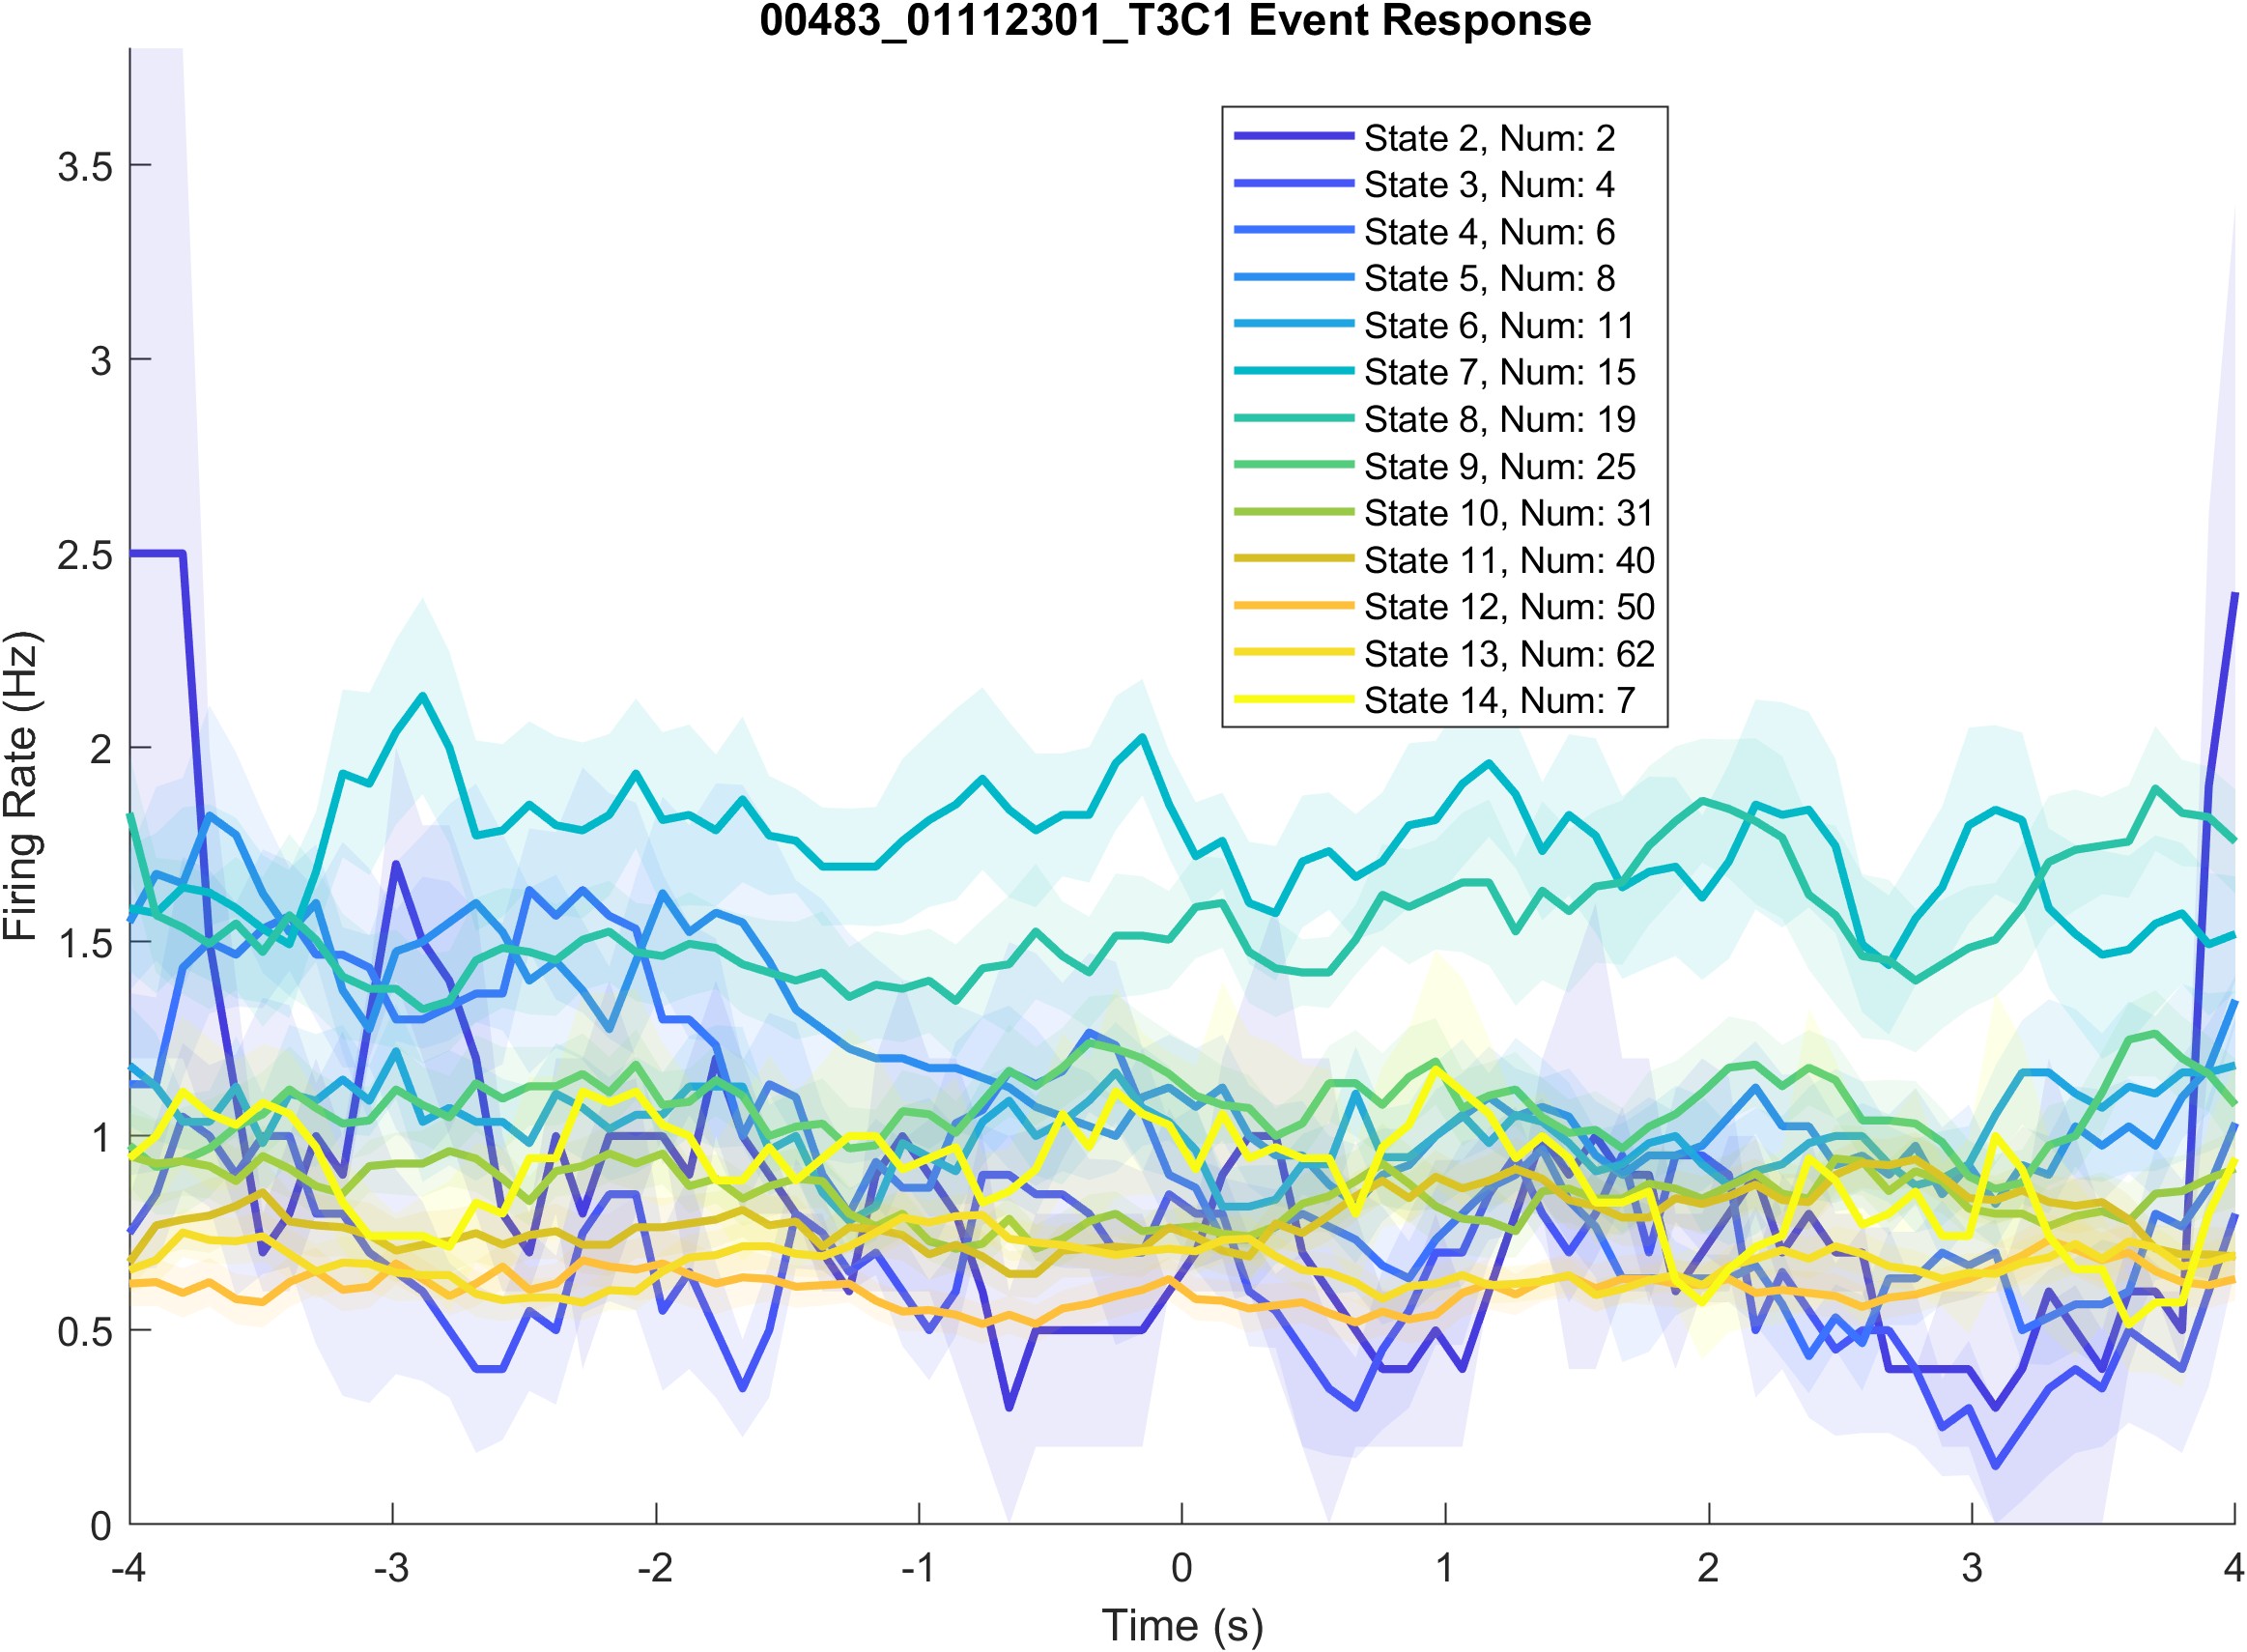 00483_01112301_T3C1 Event Response
Firing Rate (Hz)
3.5
3
2.5
2
1.5
1
0.5
0
State 2, Num: 2
State 3, Num: 4
State 4, Num: 6
State 5, Num: 8
State 6, Num: 11
State 7, Num: 15
State 8, Num: 19
State 9, Num: 25
State 10, Num: 31
State 11, Num: 40
State 12, Num: 50
State 13, Num: 62
State 14, Num: 7
-4 -3 -2 -1 0 1 2 3 4
Time (s)